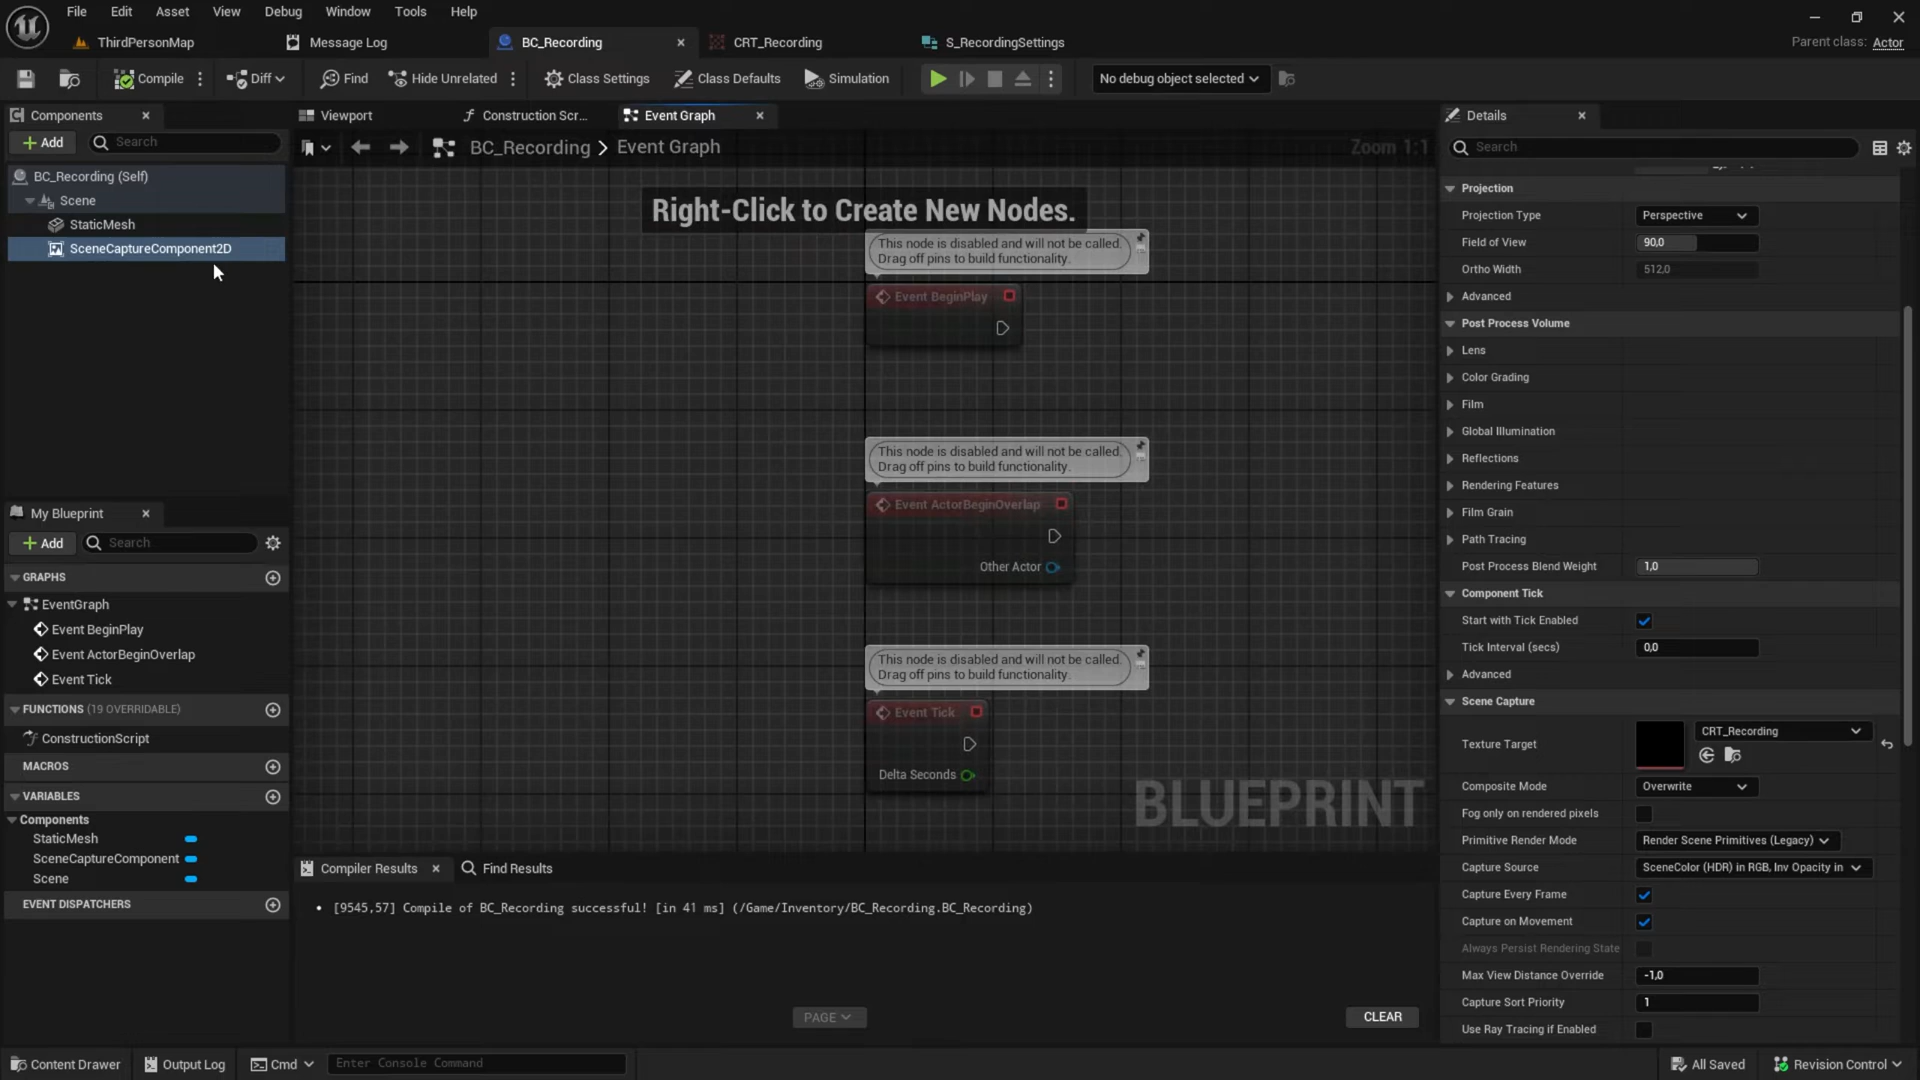 File Edit Asset View Debug Window Tools Help
ThirdPersonMap Message Log BC_Recording CRT_Recording S_RecordingSettings
Parent class: Actor
Compile Diff Find Hide Unrelated Class Settings Class Defaults Simulation No debug object selected
Components
Add Search
BC_Recording (Self)
Scene
StaticMesh
SceneCaptureComponent2D
My Blueprint
Add Search
GRAPHS
EventGraph
Event BeginPlay
Event ActorBeginOverlap
Event Tick
FUNCTIONS (19 OVERRIDABLE)
ConstructionScript
MACROS
VARIABLES
Components
StaticMesh
SceneCaptureComponent
Scene
EVENT DISPATCHERS
Viewport Construction Scr... Event Graph
BC_Recording > Event Graph
Zoom 1:1
Right-Click to Create New Nodes.
This node is disabled and will not be called.
Drag off pins to build functionality.
Event BeginPlay
This node is disabled and will not be called.
Drag off pins to build functionality.
Event ActorBeginOverlap
Other Actor
This node is disabled and will not be called.
Drag off pins to build functionality.
Event Tick
Delta Seconds
BLUEPRINT
Compiler Results Find Results
[9545,57] Compile of BC_Recording successful! [in 41 ms] (/Game/Inventory/BC_Recording.BC_Recording)
PAGE
CLEAR
Details
Search
Projection
Projection Type Perspective
Field of View 90,0
Ortho Width 512,0
Advanced
Post Process Volume
Lens
Color Grading
Film
Global Illumination
Reflections
Rendering Features
Film Grain
Path Tracing
Post Process Blend Weight 1,0
Component Tick
Start with Tick Enabled
Tick Interval (secs) 0,0
Advanced
Scene Capture
Texture Target CRT_Recording
Composite Mode Overwrite
Fog only on rendered pixels
Primitive Render Mode Render Scene Primitives (Legacy)
Capture Source SceneColor (HDR) in RGB, Inv Opacity in
Capture Every Frame
Capture on Movement
Always Persist Rendering State
Max View Distance Override -1,0
Capture Sort Priority 1
Use Ray Tracing if Enabled
Content Drawer Output Log Cmd Enter Console Command All Saved Revision Control